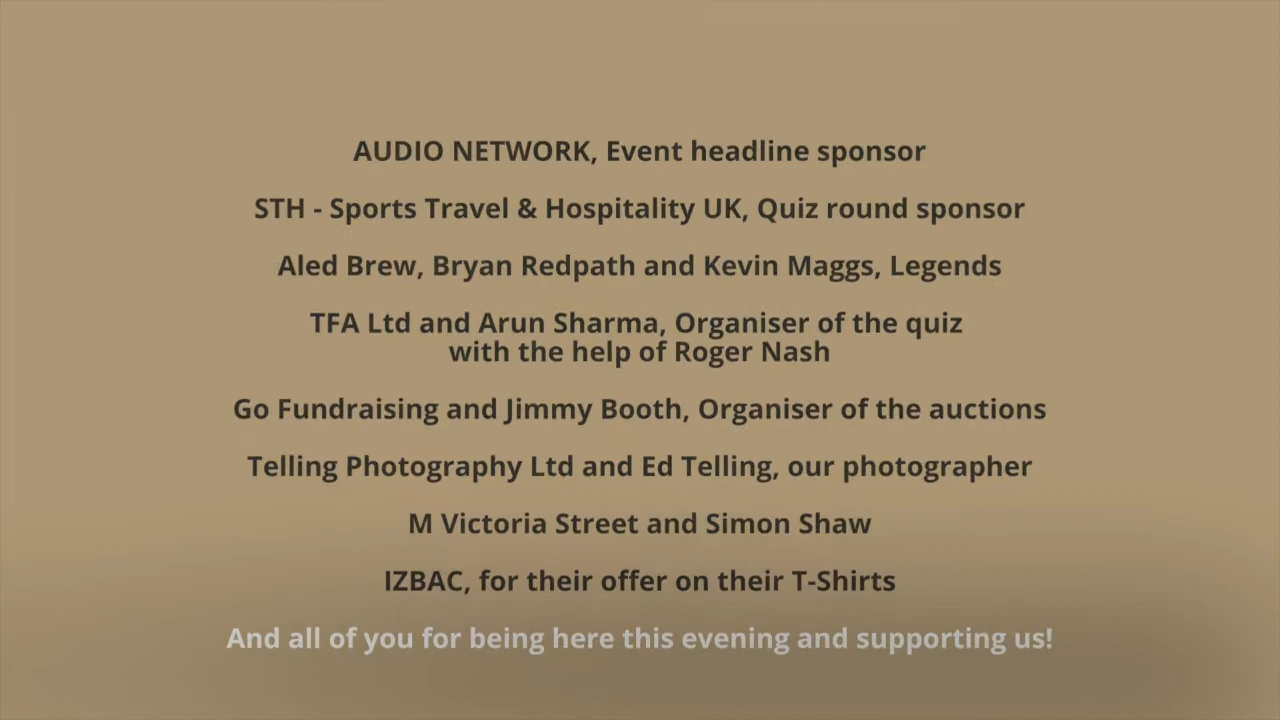 AUDIO NETWORK, Event headline sponsor
STH - Sports Travel & Hospitality UK, Quiz round sponsor
Aled Brew, Bryan Redpath and Kevin Maggs, Legends
TFA Ltd and Arun Sharma, Organiser of the quiz
with the help of Roger Nash
Go Fundraising and Jimmy Booth, Organiser of the auctions
Telling Photography Ltd and Ed Telling, our photographer
M Victoria Street and Simon Shaw
IZBAC, for their offer on their T-Shirts
And all of you for being here this evening and supporting us!